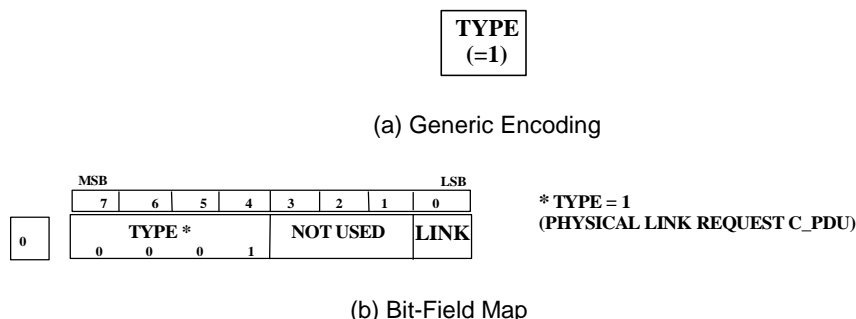 TYPE
(=1)
(a) Generic Encoding
MSB LSB
7 6 5 4 3 2 1 0
0 TYPE * NOT USED LINK
0 0 0 1
* TYPE = 1
(PHYSICAL LINK REQUEST C_PDU)
(b) Bit-Field Map